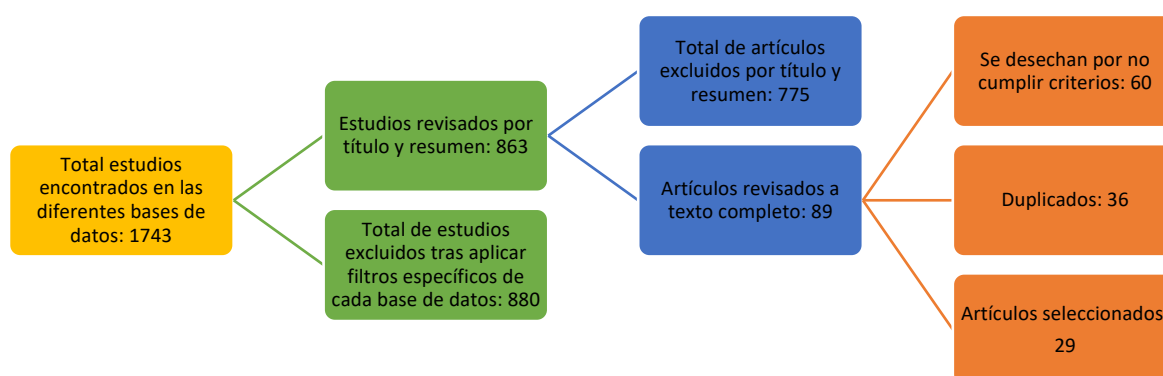 Total estudios
encontrados en las
diferentes bases de
datos: 1743
Estudios revisados por
título y resumen: 863
Total de estudios
excluidos tras aplicar
filtros específicos de
cada base de datos: 880
Total de artículos
excluidos por título y
resumen: 775
Artículos revisados a
texto completo: 89
Se desechan por no
cumplir criterios: 60
Duplicados: 36
Artículos seleccionados
29